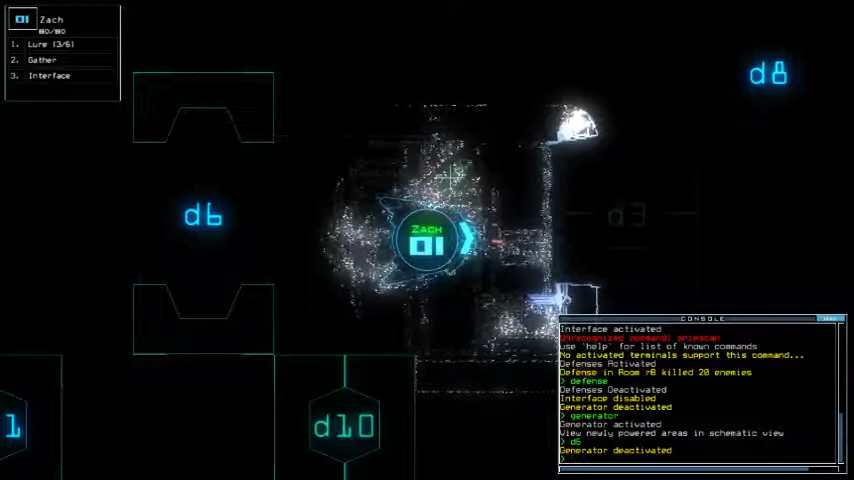 01 Zach
80/80
1. Lure (3/6)
2. Gather
3. Interface
d8
d6
d3
ZACH
01
1
d10
CONSOLE
Interface activated
Unrecognized command: shipscan
use 'help' for list of known commands
No activated terminals support this command...
Defenses Activated
Defense in Room r8 killed 20 enemies
> defense
Defenses Deactivated
Interface disabled
Generator deactivated
> generator
Generator activated
View newly powered areas in schematic view
> d6
Generator deactivated
>